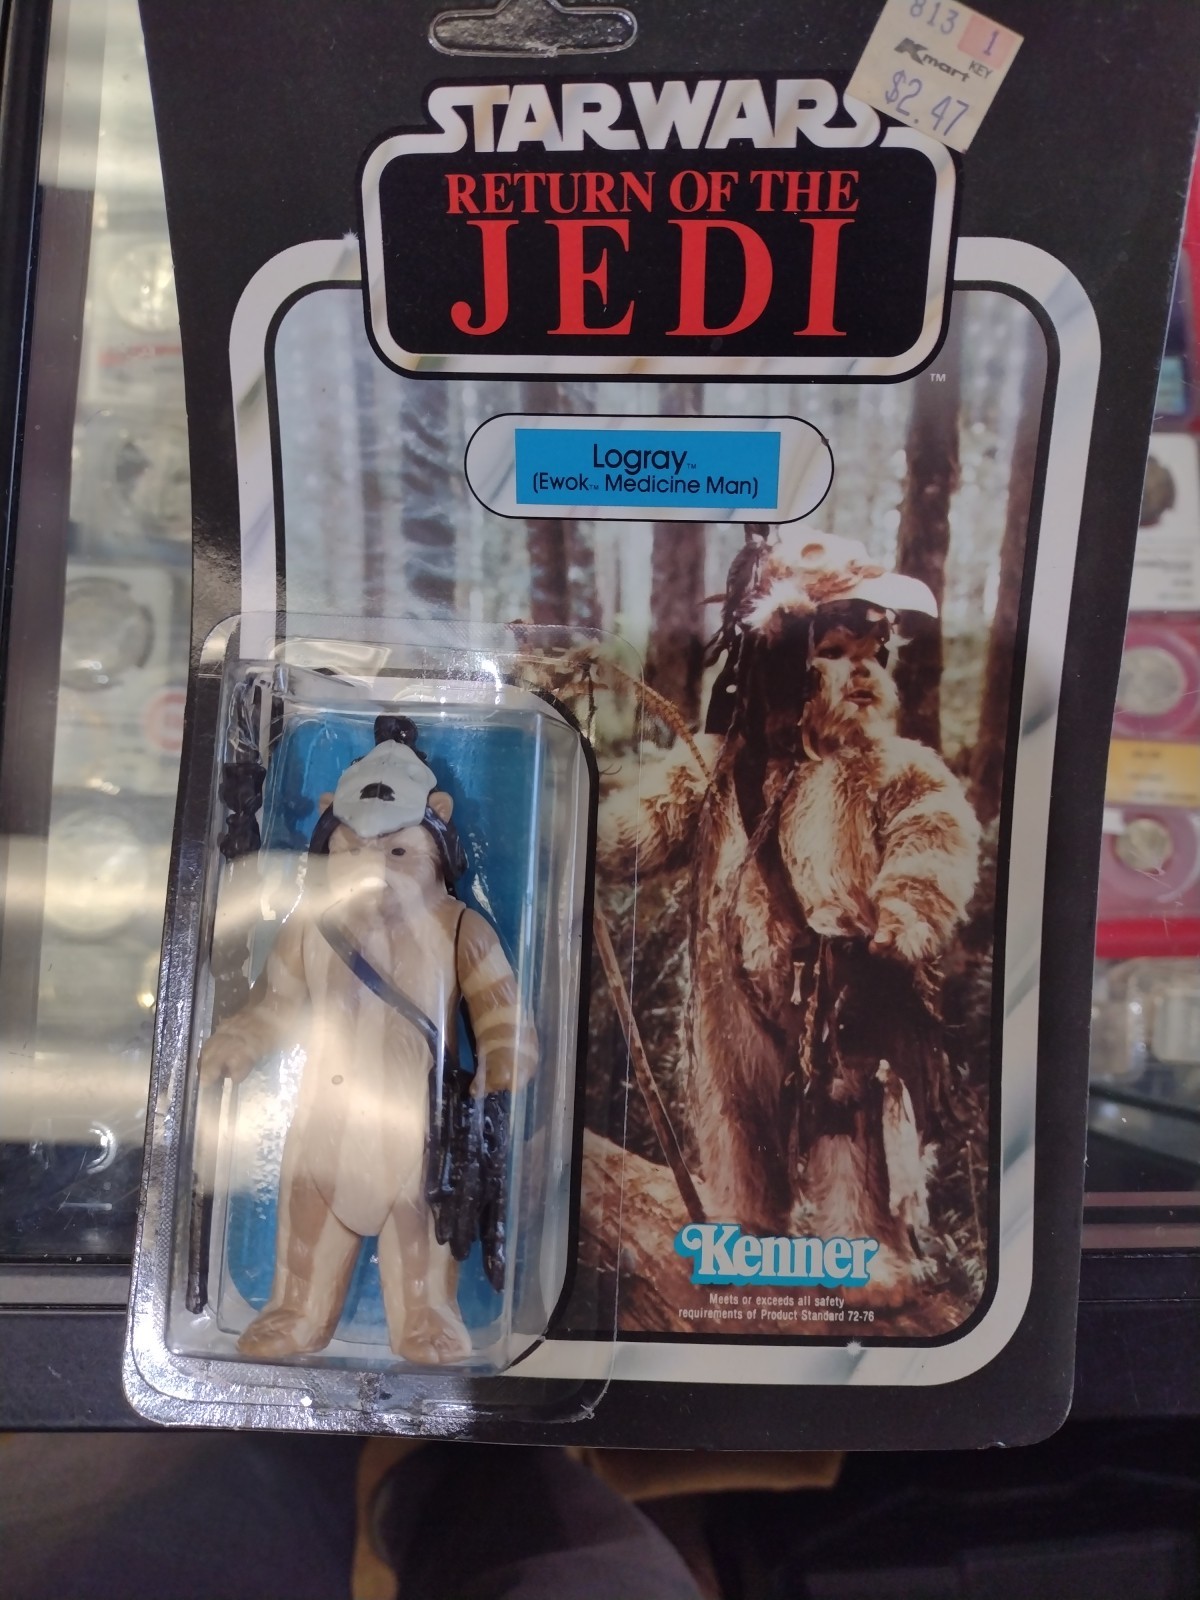 813 1
Kmart KEY
$2.47
STAR WARS
RETURN OF THE
JEDI
TM
Logray™
(Ewok™ Medicine Man)
Kenner
Meets or exceeds all safety
requirements of Product Standard 72-76